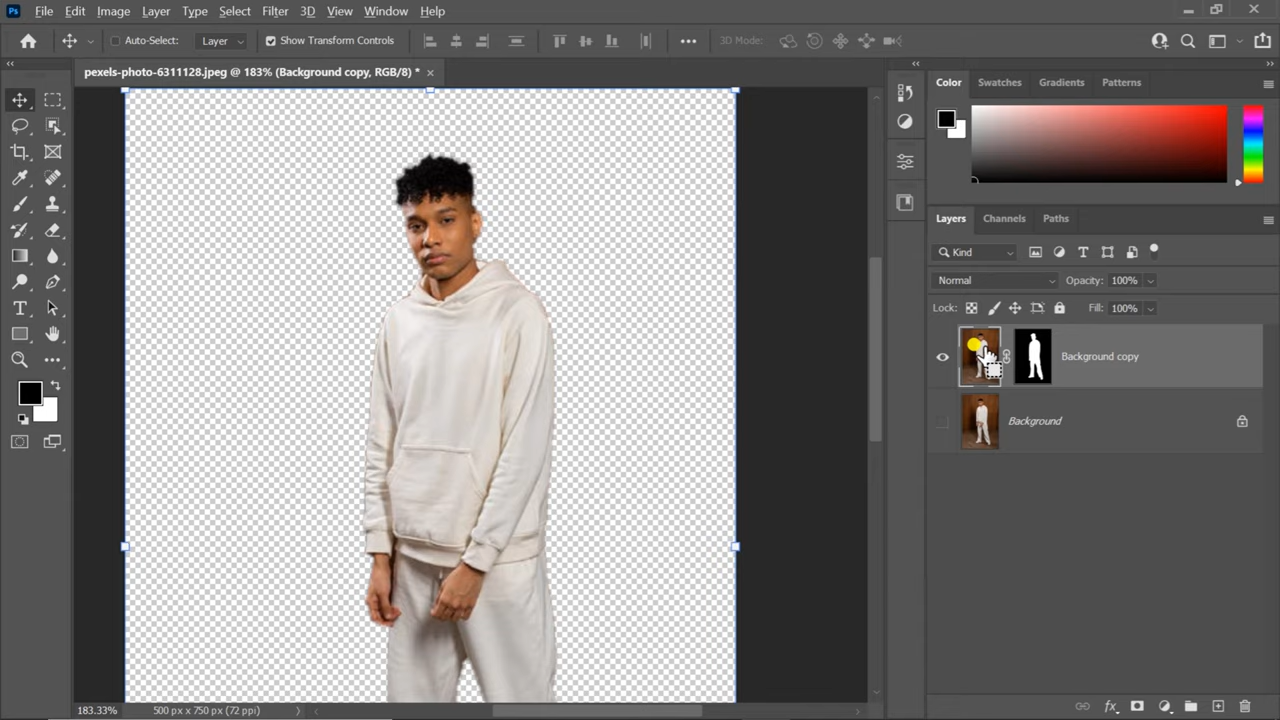 Ps File Edit Image Layer Type Select Filter 3D View Window Help
Auto-Select: Layer Show Transform Controls 3D Mode:
pexels-photo-6311128.jpeg @ 183% (Background copy, RGB/8) *
Color Swatches Gradients Patterns
Layers Channels Paths
Kind
Normal Opacity: 100%
Lock: Fill: 100%
Background copy
Background
fx
183.33% 500 px x 750 px (72 ppi)